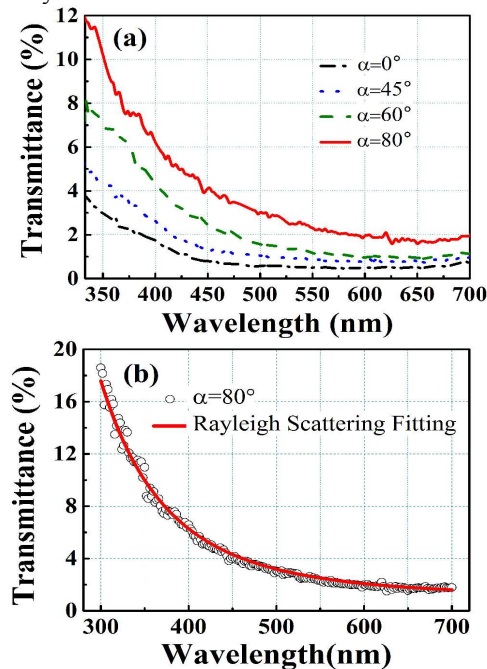 (a)
Transmittance (%)
12
10
8
6
4
2
0
α=0°
α=45°
α=60°
α=80°
350 400 450 500 550 600 650 700
Wavelength (nm)
(b)
Transmittance (%)
20
16
12
8
4
0
α=80°
Rayleigh Scattering Fitting
300 400 500 600 700
Wavelength(nm)